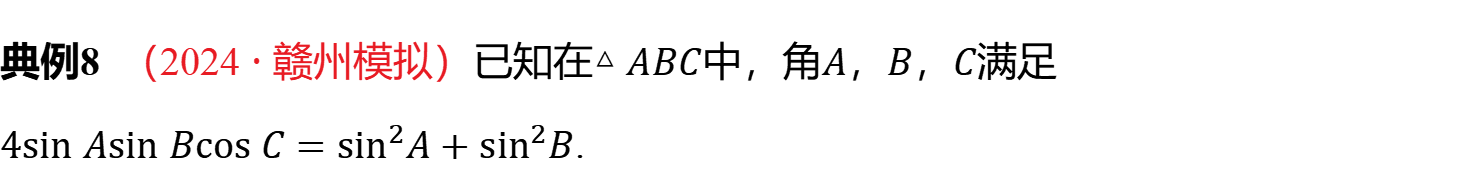 典例8 （2024·赣州模拟）已知在△ABC中，角A，B，C满足
4sin Asin Bcos C = sin²A + sin²B.